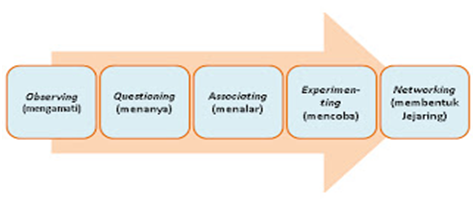 Observing
(mengamati)
Questioning
(menanya)
Associating
(menalar)
Experimen-
ting
(mencoba)
Networking
(membentuk
Jejaring)